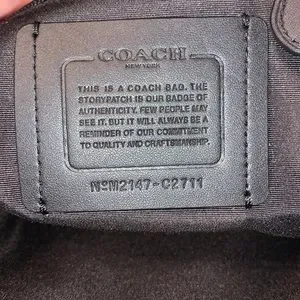 COACH
NEW YORK
THIS IS A COACH BAG. THE
STORYPATCH IS OUR BADGE OF
AUTHENTICITY. FEW PEOPLE MAY
SEE IT. BUT IT WILL ALWAYS BE A
REMINDER OF OUR COMMITMENT
TO QUALITY AND CRAFTSMANSHIP.
NºM2147-C2711